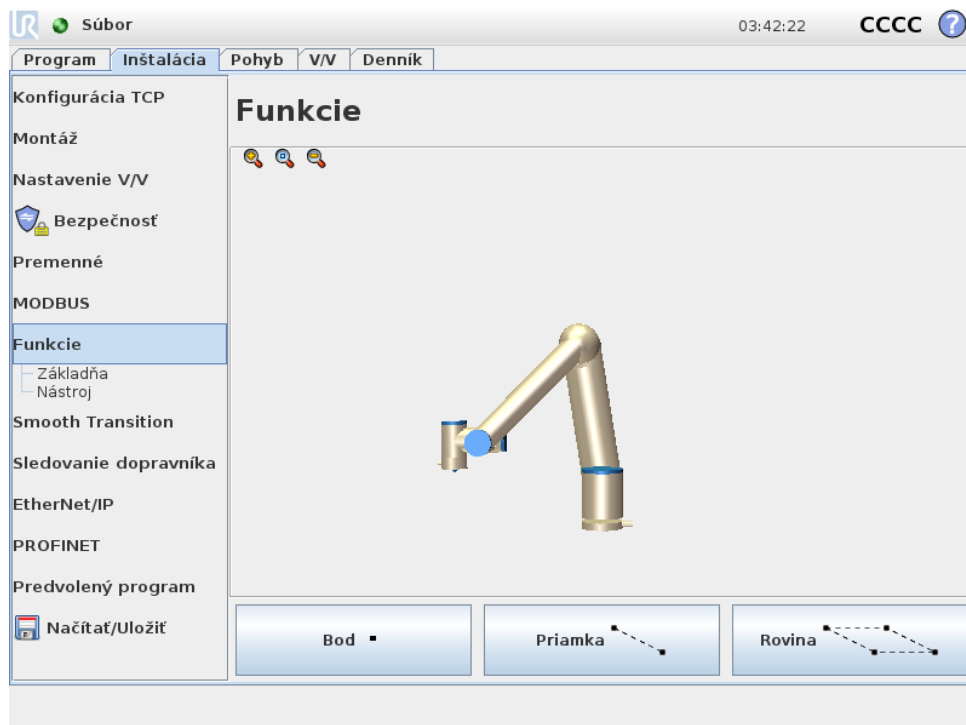 UR Súbor 03:42:22 CCCC ?
Program Inštalácia Pohyb V/V Denník
Konfigurácia TCP
Funkcie
Montáž
Nastavenie V/V
Bezpečnosť
Premenné
MODBUS
Funkcie
Základňa
Nástroj
Smooth Transition
Sledovanie dopravníka
EtherNet/IP
PROFINET
Predvolený program
Načítať/Uložiť
Bod Priamka Rovina